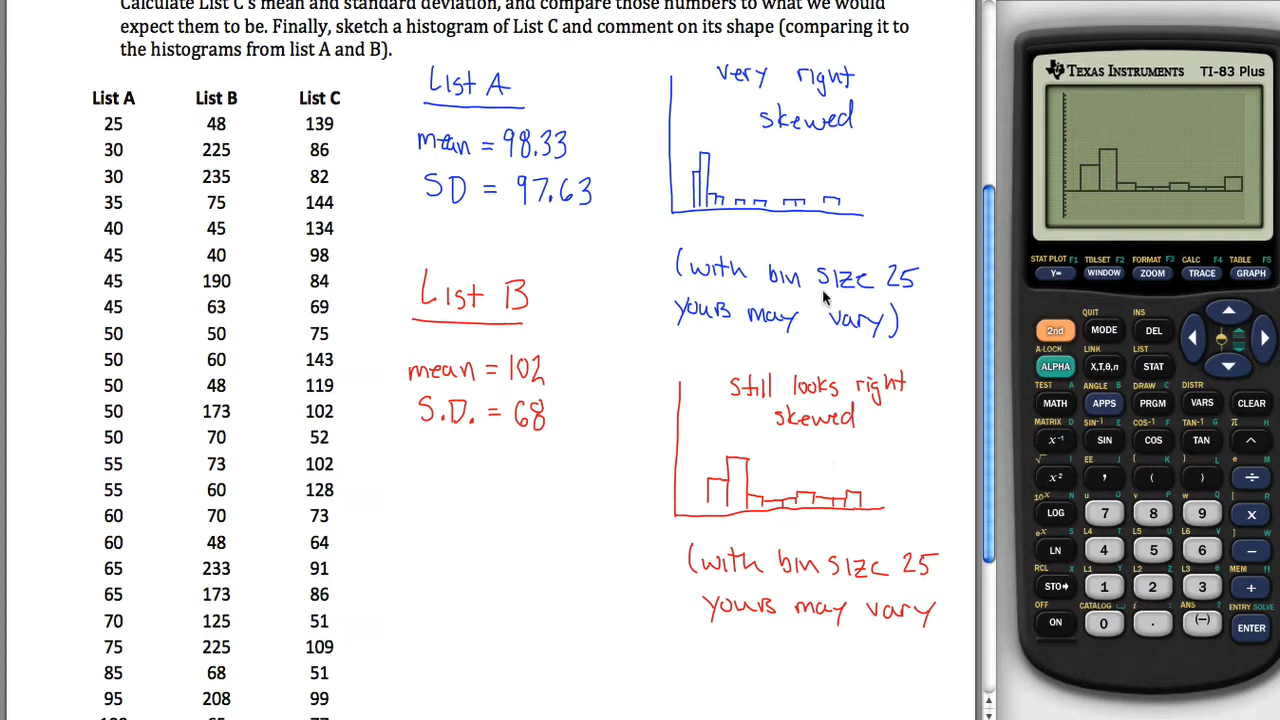 Calculate List C's mean and standard deviation, and compare those numbers to what we would
expect them to be. Finally, sketch a histogram of List C and comment on its shape (comparing it to
the histograms from list A and B).
List A List B List C
25 48 139
30 225 86
30 235 82
35 75 144
40 45 134
45 40 98
45 190 84
45 63 69
50 50 75
50 60 143
50 48 119
50 173 102
50 70 52
55 73 102
55 60 128
60 70 73
60 48 64
65 233 91
65 173 86
70 125 51
75 225 109
85 68 51
95 208 99
List A
mean = 98.33
SD = 97.63
very right
skewed
(with bin size 25
yours may vary)
List B
mean = 102
S.D. = 68
Still looks right
skewed
(with bin size 25
yours may vary
TEXAS INSTRUMENTS TI-83 Plus
STAT PLOT F1 TBLSET F2 FORMAT F3 CALC F4 TABLE F5
Y= WINDOW ZOOM TRACE GRAPH
QUIT INS
2nd MODE DEL
A-LOCK LINK LIST
ALPHA X,T,θ,n STAT
TEST A ANGLE B DRAW C DISTR
MATH APPS PRGM VARS CLEAR
MATRIX D SIN-1 E COS-1 F TAN-1 G π H
x-1 SIN COS TAN ^
√ I EE J { K } L e M
x² , ( ) ÷
10x N u O v P w Q [ R
LOG 7 8 9 x
ex S L4 T L5 U L6 V ] W
LN 4 5 6 −
RCL X L1 Y L2 Z L3 θ MEM "
STO➔ 1 2 3 +
OFF CATALOG ⎵ i : ANS ? ENTRY SOLVE
ON 0 . (−) ENTER